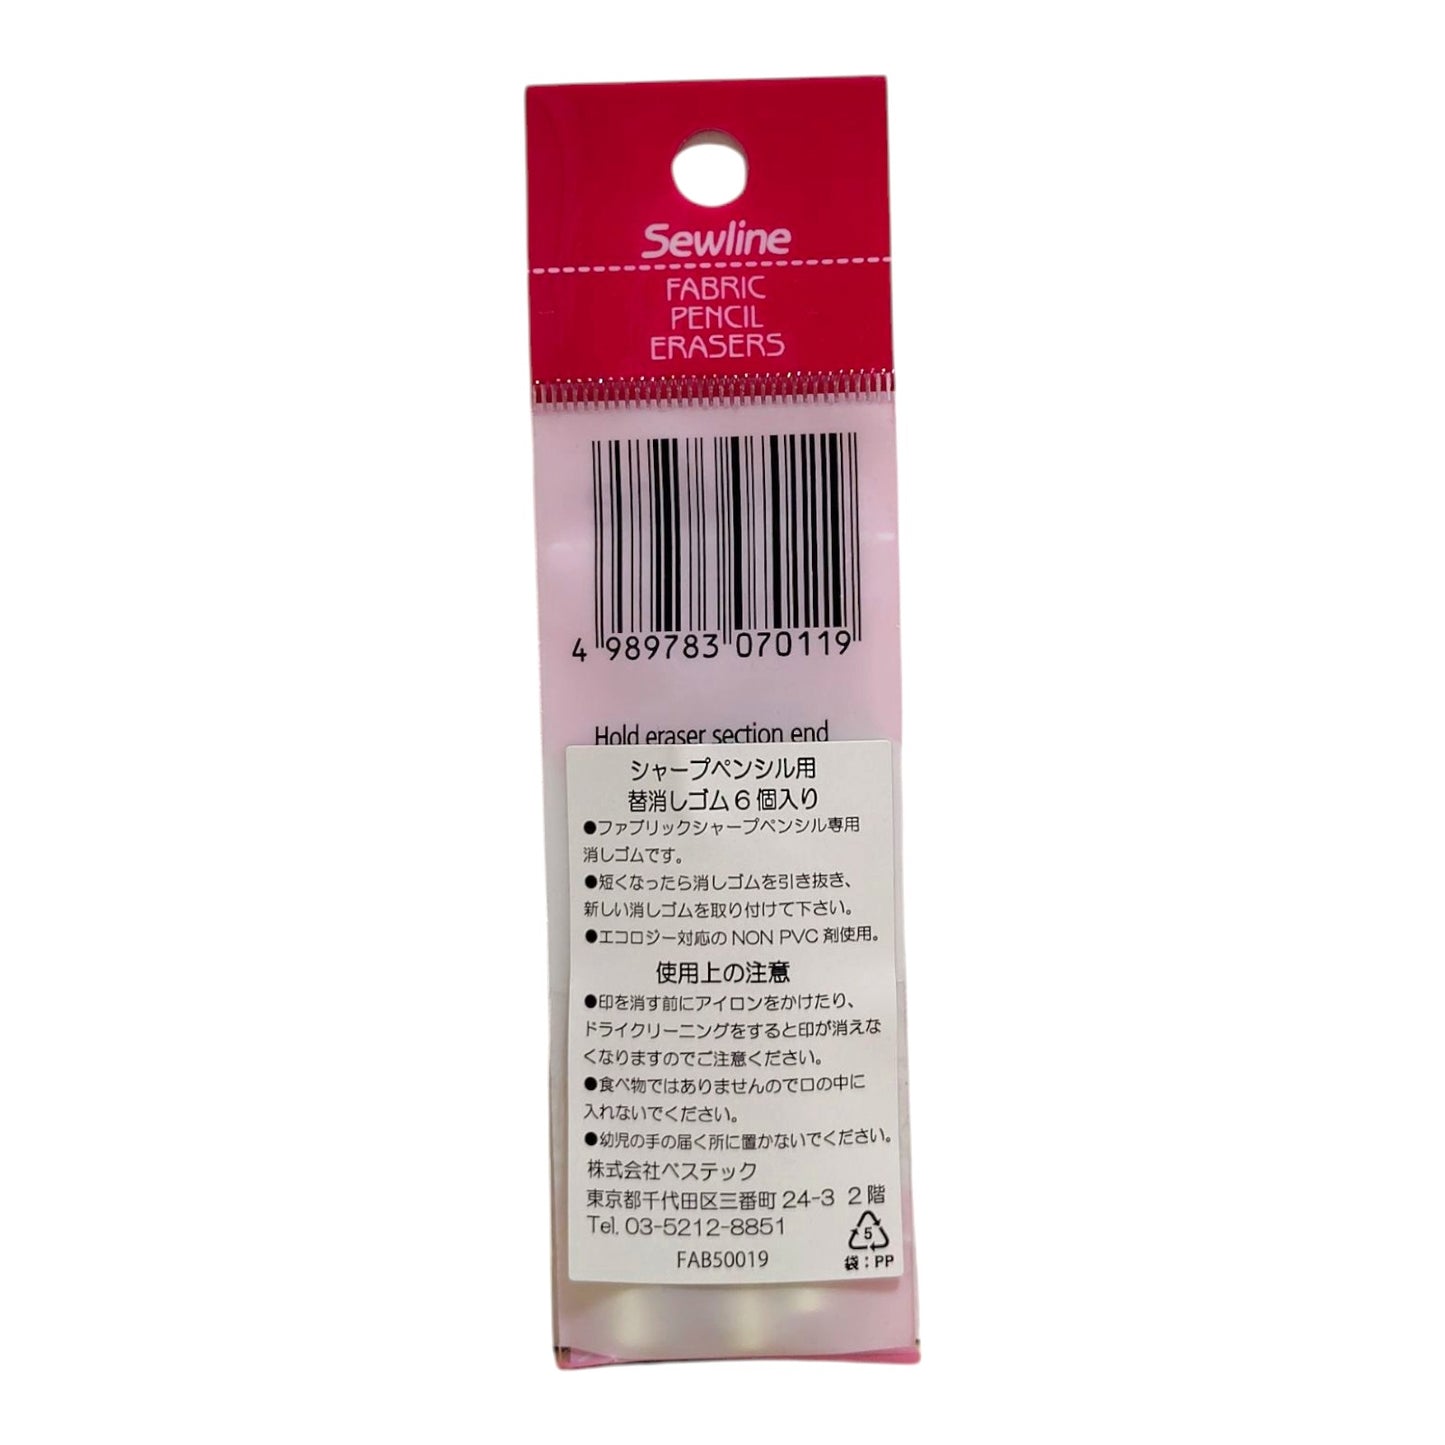 Sewline
FABRIC
PENCIL
ERASERS
4 989783 070119
Hold eraser section end
シャープペンシル用
替消しゴム6個入り
●ファブリックシャープペンシル専用
消しゴムです。
●短くなったら消しゴムを引き抜き、
新しい消しゴムを取り付けて下さい。
●エコロジー対応の NON PVC 剤使用。
使用上の注意
●印を消す前にアイロンをかけたり、
ドライクリーニングをすると印が消えな
くなりますのでご注意ください。
●食べ物ではありませんので口の中に
入れないでください。
●幼児の手の届く所に置かないでください。
株式会社ベステック
東京都千代田区三番町 24-3 2階
Tel. 03-5212-8851
5
FAB50019
袋：PP